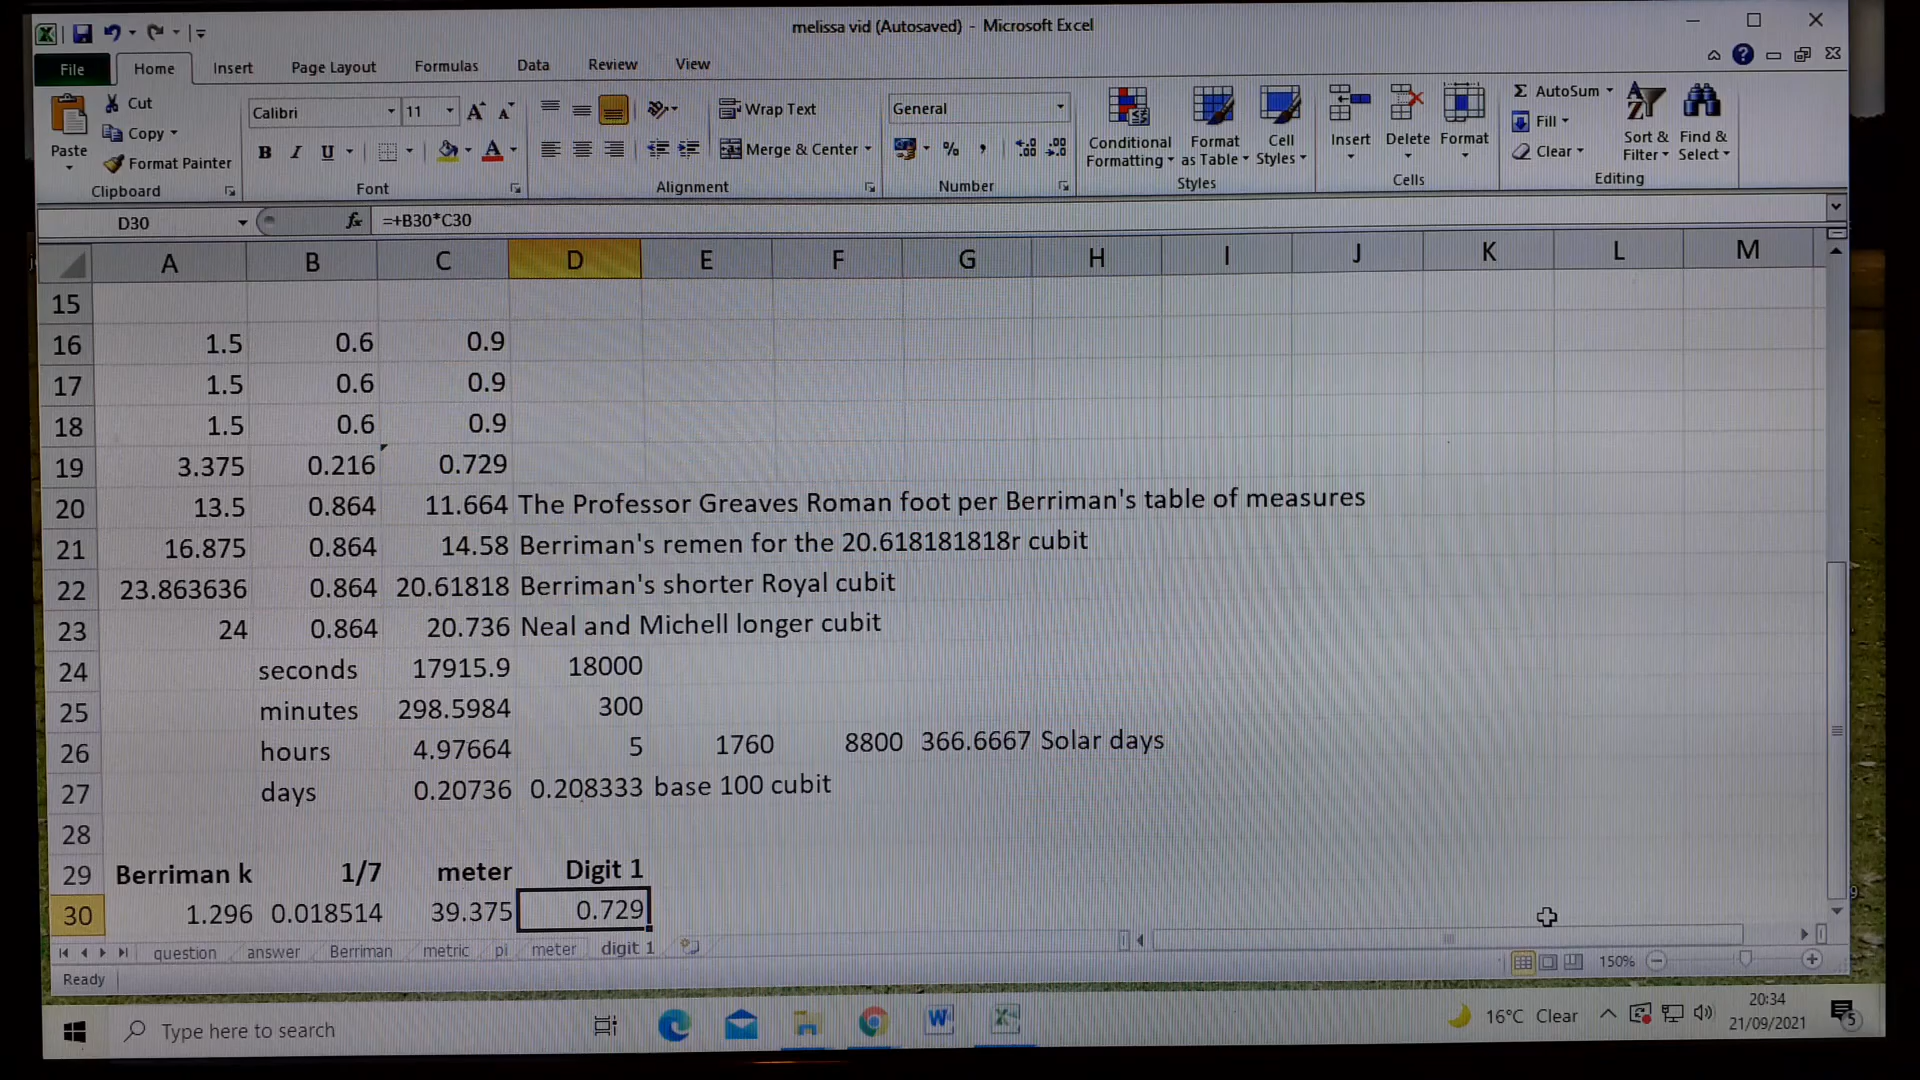 melissa vid (Autosaved) - Microsoft Excel
File Home Insert Page Layout Formulas Data Review View
Paste
Cut
Copy
Format Painter
Clipboard
Calibri 11
B I U
Font
Wrap Text
Merge & Center
Alignment
General
%
Number
Conditional Formatting
Format as Table
Cell Styles
Styles
Insert
Delete
Format
Cells
Σ AutoSum
Fill
Clear
Sort & Filter
Find & Select
Editing
D30 fx =+B30*C30
A B C D E F G H I J K L M
15
16 1.5 0.6 0.9
17 1.5 0.6 0.9
18 1.5 0.6 0.9
19 3.375 0.216 0.729
20 13.5 0.864 11.664 The Professor Greaves Roman foot per Berriman's table of measures
21 16.875 0.864 14.58 Berriman's remen for the 20.618181818r cubit
22 23.863636 0.864 20.61818 Berriman's shorter Royal cubit
23 24 0.864 20.736 Neal and Michell longer cubit
24 seconds 17915.9 18000
25 minutes 298.5984 300
26 hours 4.97664 5 1760 8800 366.6667 Solar days
27 days 0.20736 0.208333 base 100 cubit
28
29 Berriman k 1/7 meter Digit 1
30 1.296 0.018514 39.375 0.729
question answer Berriman metric pi meter digit 1
Ready 150%
Type here to search
16°C Clear
20:34
21/09/2021
5